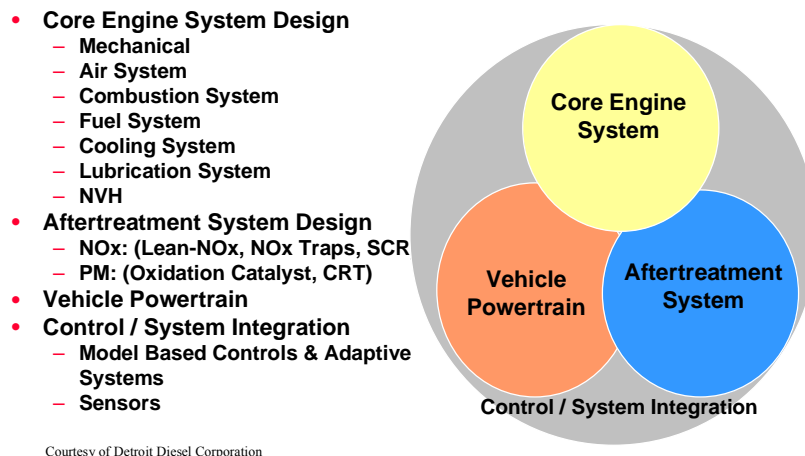 • Core Engine System Design
– Mechanical
– Air System
– Combustion System
– Fuel System
– Cooling System
– Lubrication System
– NVH
• Aftertreatment System Design
– NOx: (Lean-NOx, NOx Traps, SCR
– PM: (Oxidation Catalyst, CRT)
• Vehicle Powertrain
• Control / System Integration
– Model Based Controls & Adaptive
Systems
– Sensors
Courtesy of Detroit Diesel Corporation
Core Engine
System
Vehicle
Powertrain
Aftertreatment
System
Control / System Integration